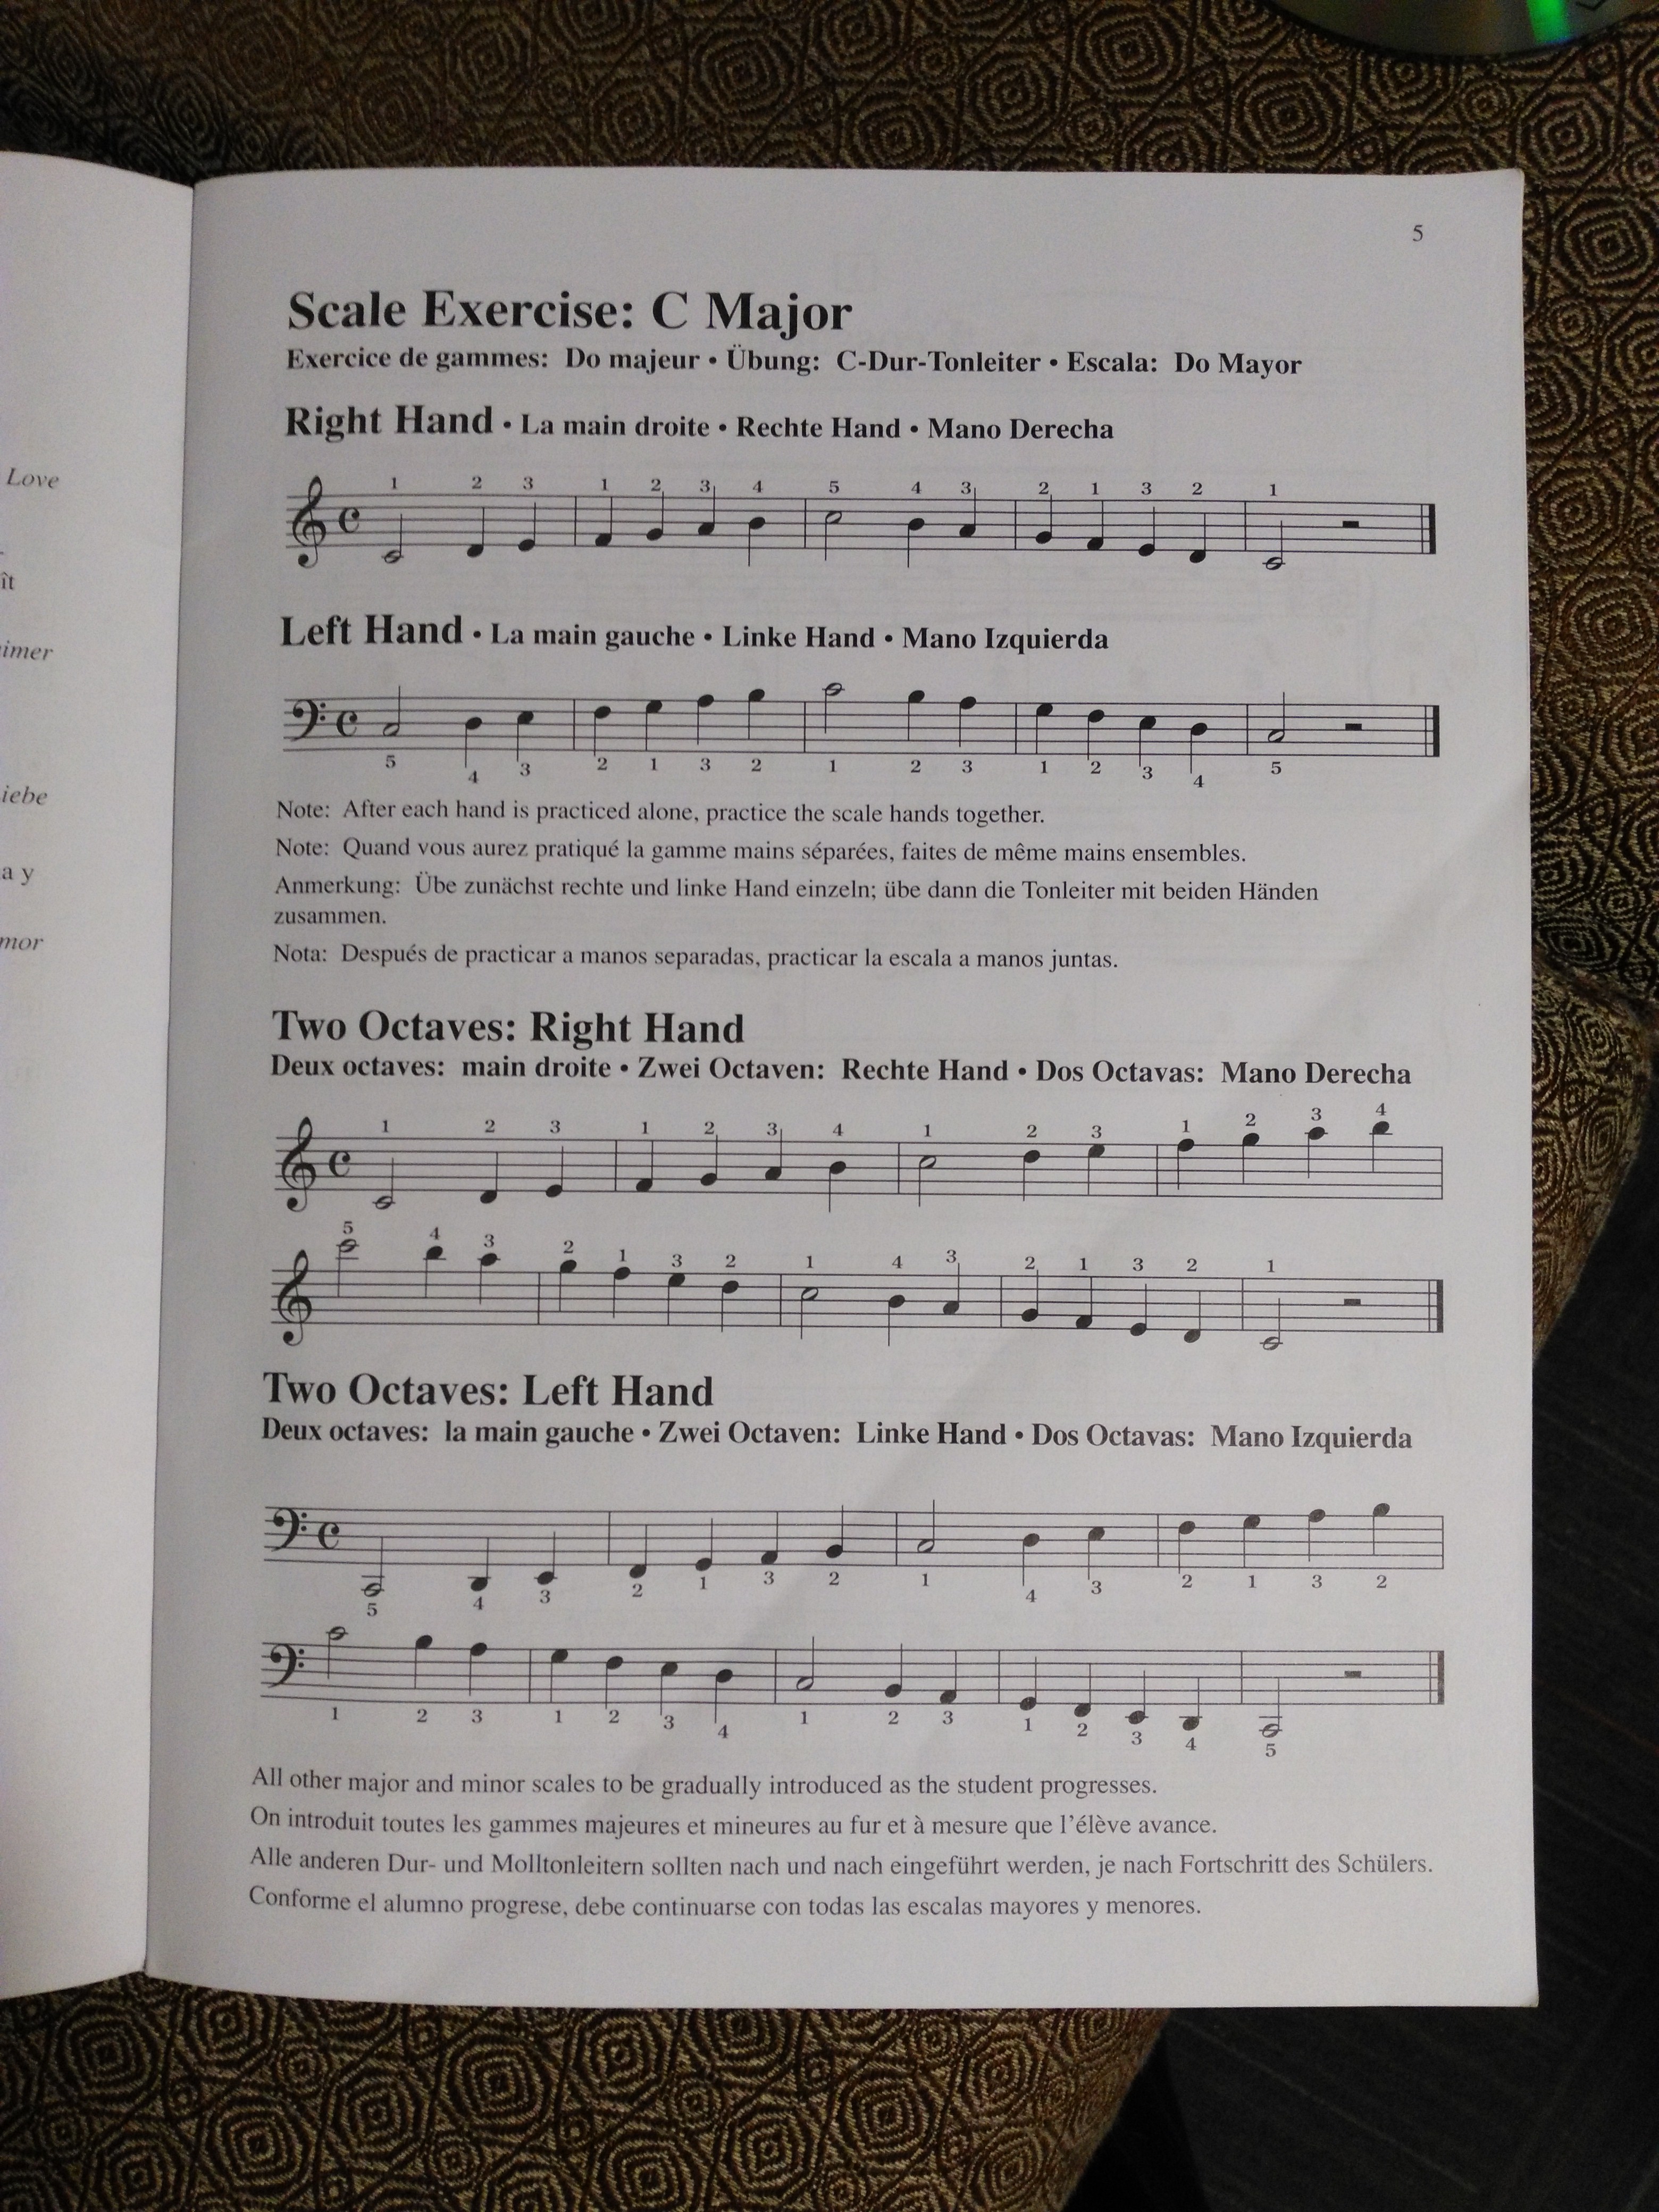 Love
ît
imer
iebe
a y
mor
5
Scale Exercise: C Major
Exercice de gammes: Do majeur • Übung: C-Dur-Tonleiter • Escala: Do Mayor
Right Hand • La main droite • Rechte Hand • Mano Derecha
1 2 3 1 2 3 4 5 4 3 2 1 3 2 1
Left Hand • La main gauche • Linke Hand • Mano Izquierda
5 4 3 2 1 3 2 1 2 3 1 2 3 4 5
Note: After each hand is practiced alone, practice the scale hands together.
Note: Quand vous aurez pratiqué la gamme mains séparées, faites de même mains ensembles.
Anmerkung: Übe zunächst rechte und linke Hand einzeln; übe dann die Tonleiter mit beiden Händen
zusammen.
Nota: Después de practicar a manos separadas, practicar la escala a manos juntas.
Two Octaves: Right Hand
Deux octaves: main droite • Zwei Octaven: Rechte Hand • Dos Octavas: Mano Derecha
1 2 3 1 2 3 4 1 2 3 1 2 3 4
5 4 3 2 1 3 2 1 4 3 2 1 3 2 1
Two Octaves: Left Hand
Deux octaves: la main gauche • Zwei Octaven: Linke Hand • Dos Octavas: Mano Izquierda
5 4 3 2 1 3 2 1 4 3 2 1 3 2
1 2 3 1 2 3 4 1 2 3 1 2 3 4 5
All other major and minor scales to be gradually introduced as the student progresses.
On introduit toutes les gammes majeures et mineures au fur et à mesure que l'élève avance.
Alle anderen Dur- und Molltonleitern sollten nach und nach eingeführt werden, je nach Fortschritt des Schülers.
Conforme el alumno progrese, debe continuarse con todas las escalas mayores y menores.